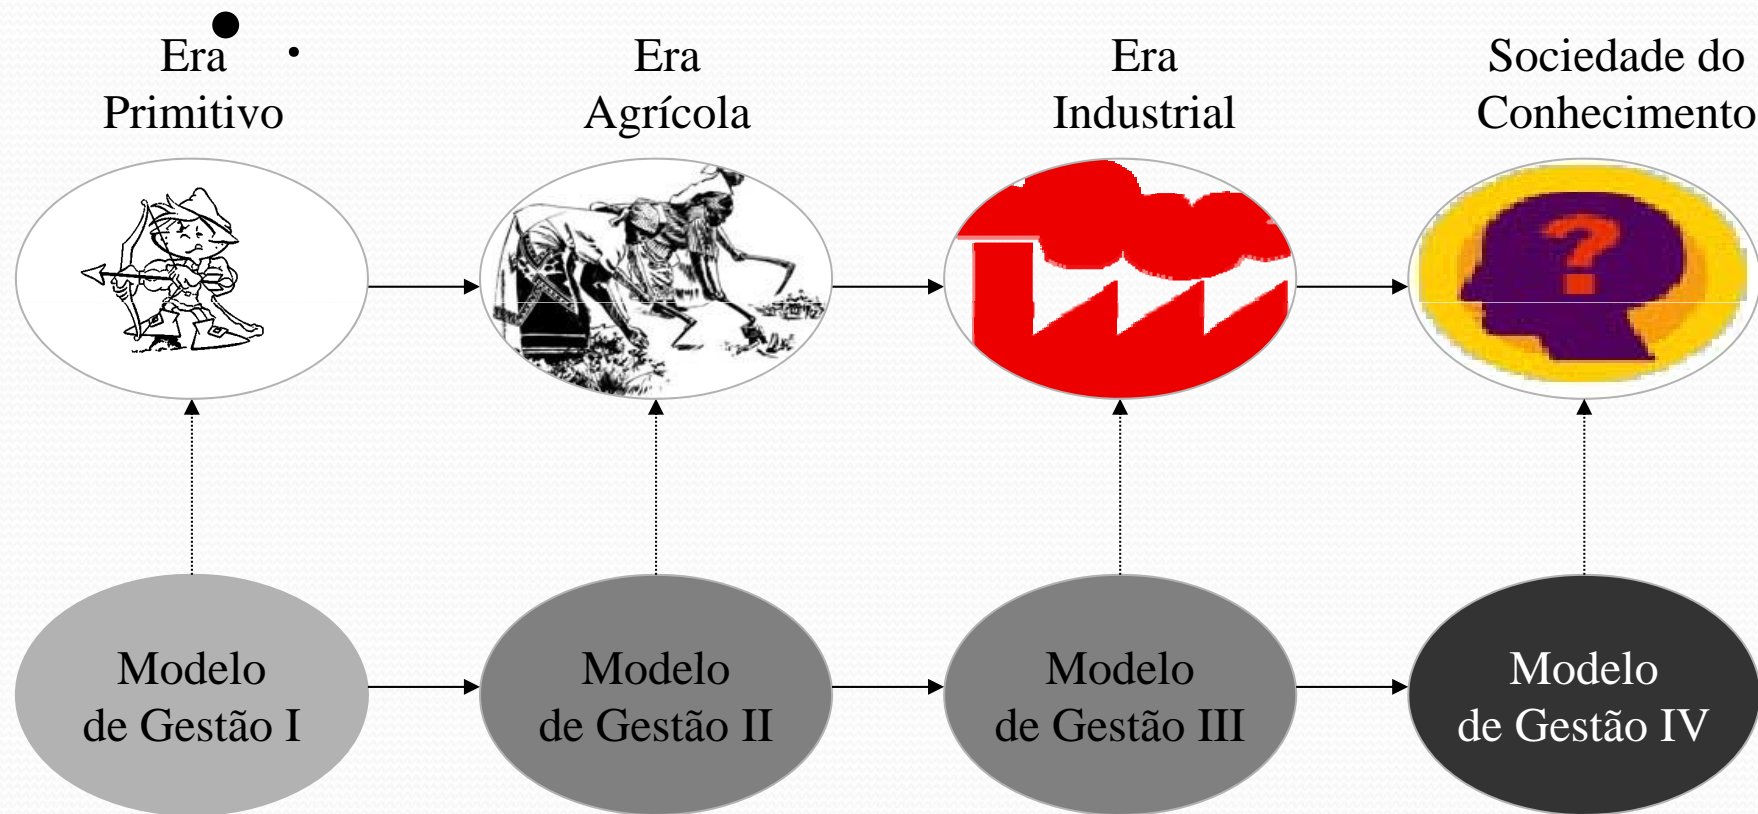 Era
Primitivo
Era
Agrícola
Era
Industrial
Sociedade do
Conhecimento
?
Modelo
de Gestão I
Modelo
de Gestão II
Modelo
de Gestão III
Modelo
de Gestão IV